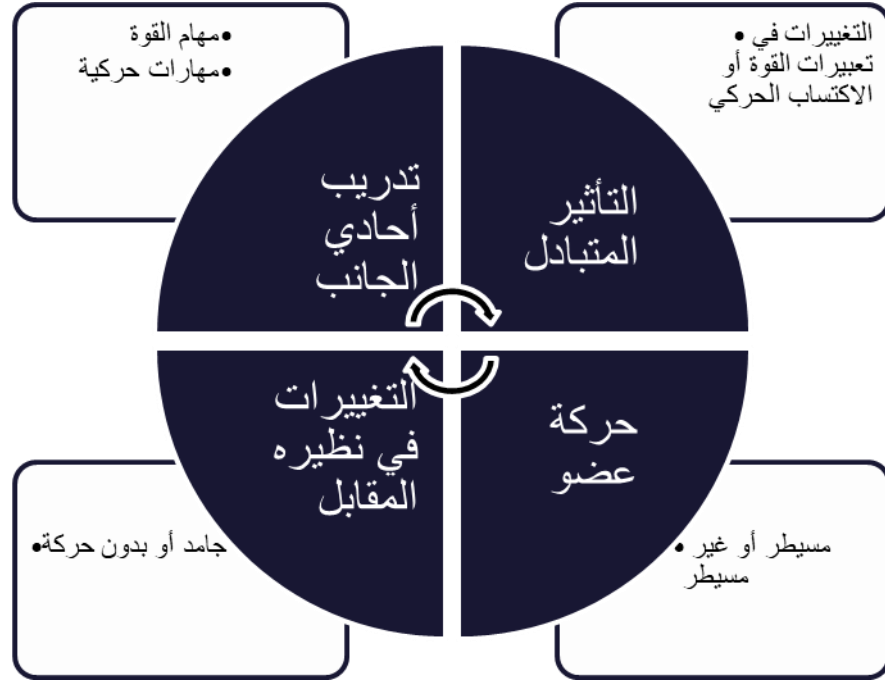 التغييرات في •
تعبيرات القوة أو
الاكتساب الحركي
•مهام القوة
•مهارات حركية
التأثير
المتبادل
تدريب
أحادي
الجانب
حركة
عضو
التغييرات
في نظيره
المقابل
مسيطر أو غير •
مسيطر
جامد أو بدون حركة•